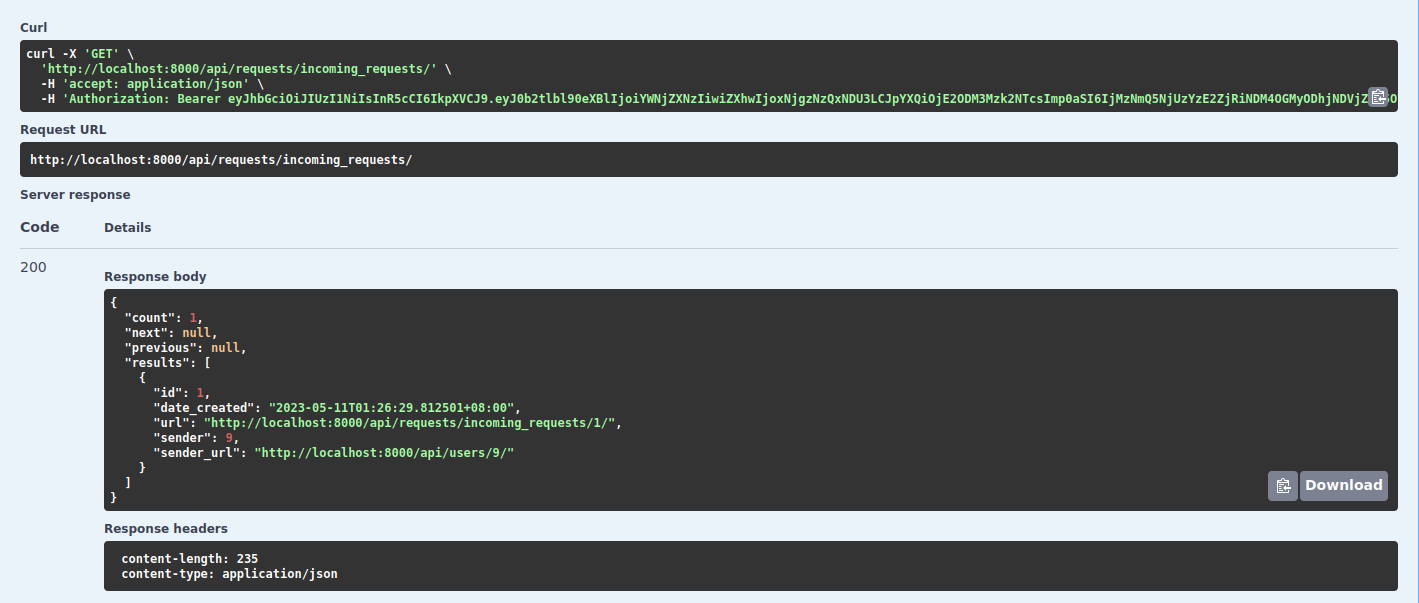 Curl
curl -X 'GET' \
  'http://localhost:8000/api/requests/incoming_requests/' \
  -H 'accept: application/json' \
  -H 'Authorization: Bearer
Request URL
http://localhost:8000/api/requests/incoming_requests/
Server response
Code Details
200
Response body
{
  "count": 1,
  "next": null,
  "previous": null,
  "results": [
    {
      "id": 1,
      "date_created": "2023-05-11T01:26:29.812501+08:00",
      "url": "http://localhost:8000/api/requests/incoming_requests/1/",
      "sender": 9,
      "sender_url": "http://localhost:8000/api/users/9/"
    }
  ]
}
Download
Response headers
content-length: 235
content-type: application/json